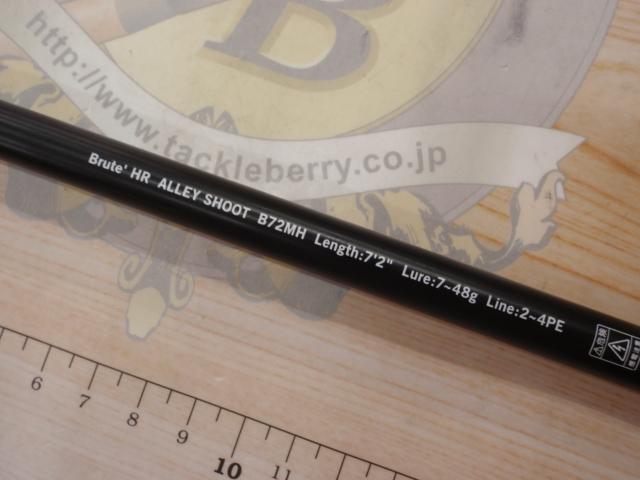 B
http://www.tackleberry.co.jp
Brute' HR ALLEY SHOOT B72MH Length:7'2" Lure:7~48g Line:2~4PE
6 7 8 9 10 11